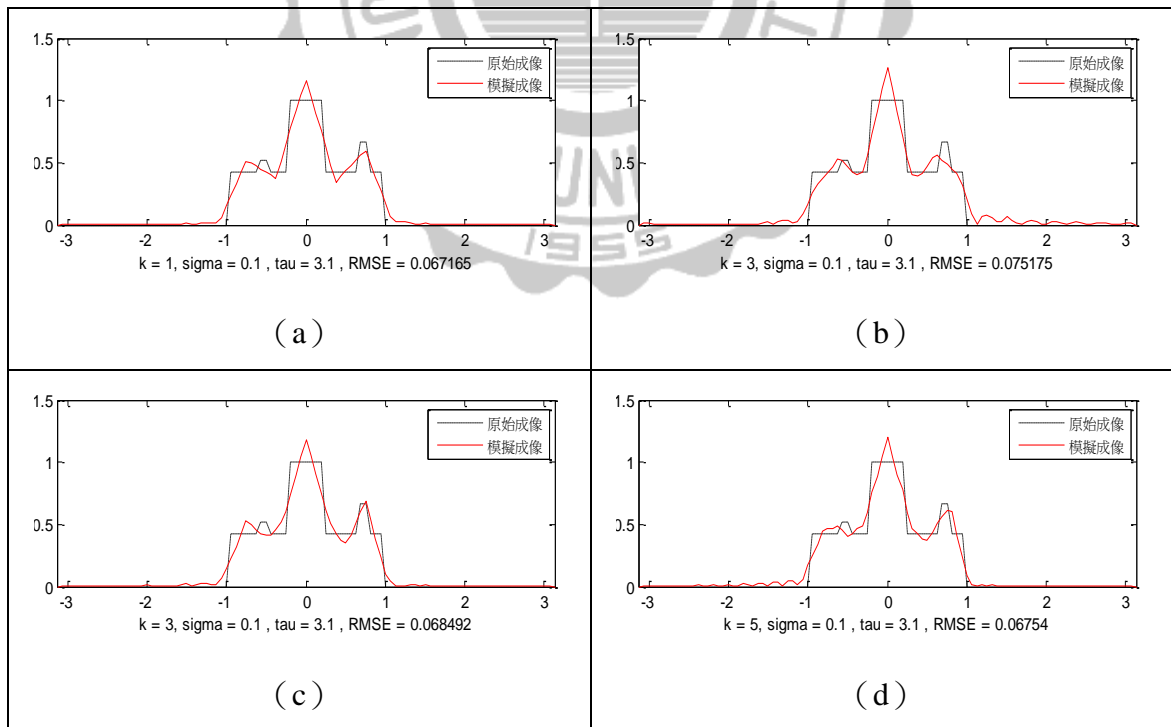 1.5
1
0.5
0
-3 -2 -1 0 1 2 3
原始成像
模擬成像
k = 1, sigma = 0.1 , tau = 3.1 , RMSE = 0.067165
（a）
1.5
1
0.5
0
-3 -2 -1 0 1 2 3
原始成像
模擬成像
k = 3, sigma = 0.1 , tau = 3.1 , RMSE = 0.075175
（b）
1.5
1
0.5
0
-3 -2 -1 0 1 2 3
原始成像
模擬成像
k = 3, sigma = 0.1 , tau = 3.1 , RMSE = 0.068492
（c）
1.5
1
0.5
0
-3 -2 -1 0 1 2 3
原始成像
模擬成像
k = 5, sigma = 0.1 , tau = 3.1 , RMSE = 0.06754
（d）
1955